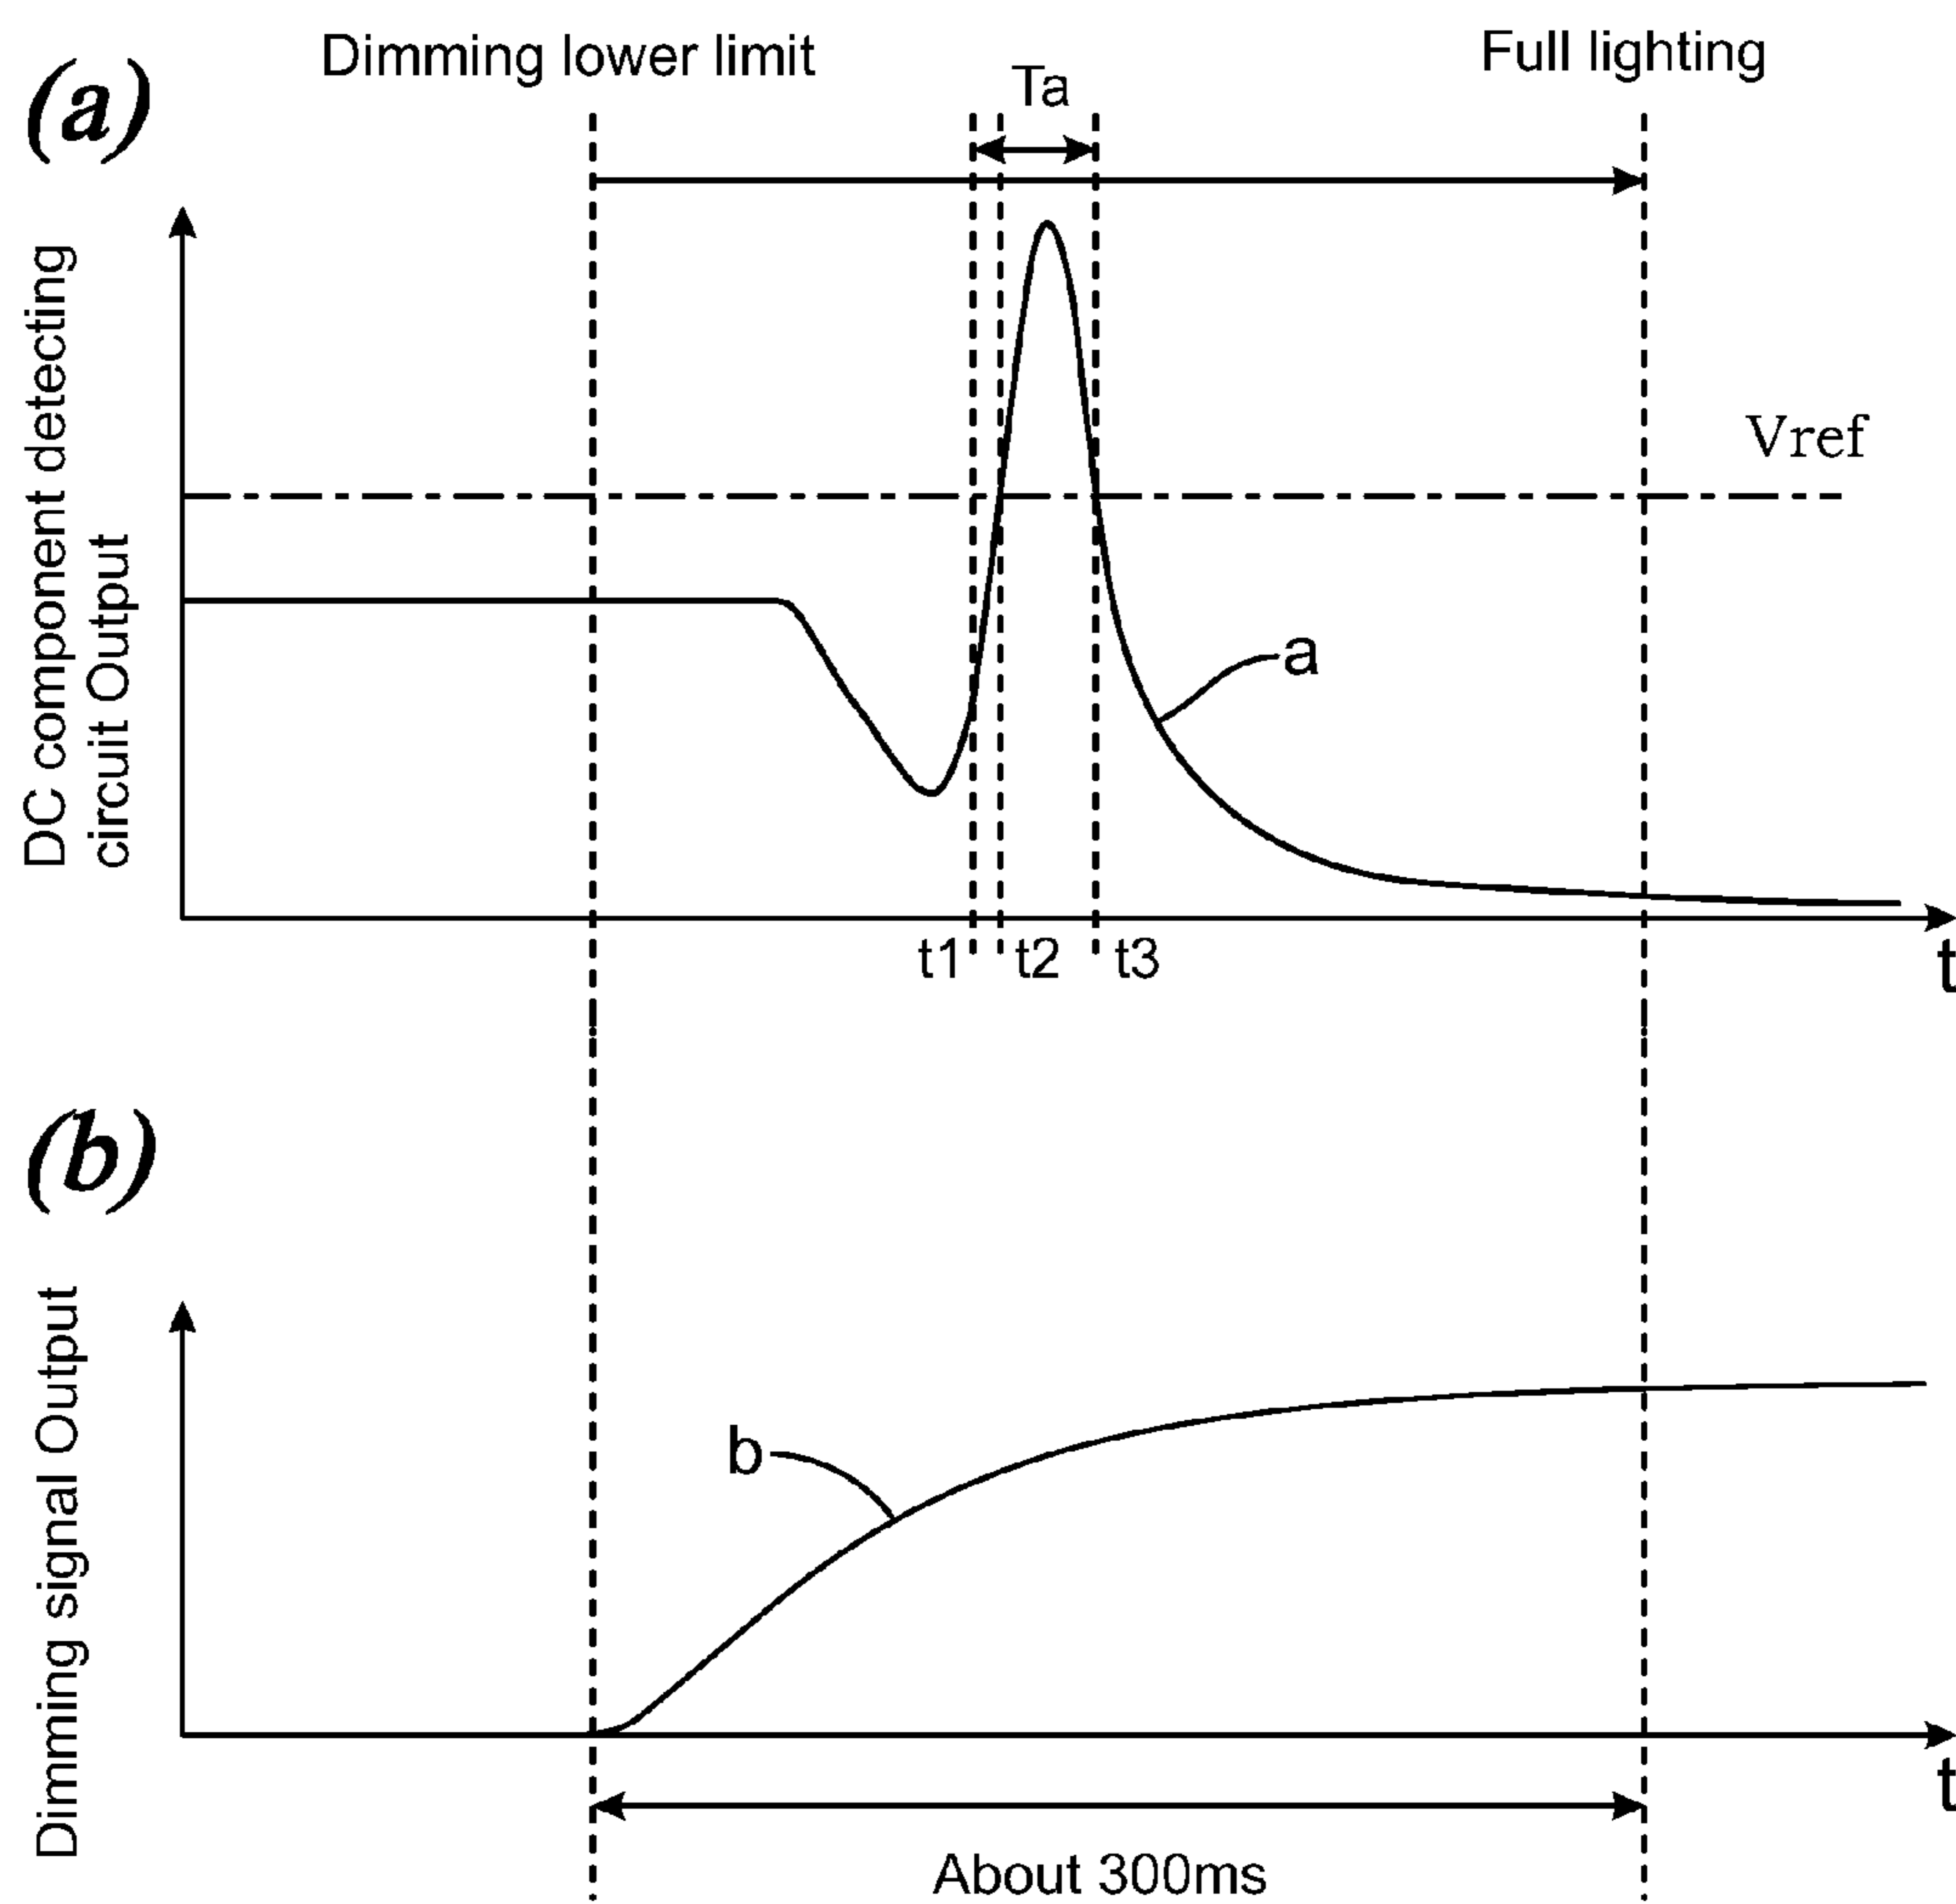 (a)
Dimming lower limit
Ta
Full lighting
DC component detecting
circuit Output
Vref
a
t1
t2
t3
t
(b)
Dimming signal Output
b
t
About 300ms